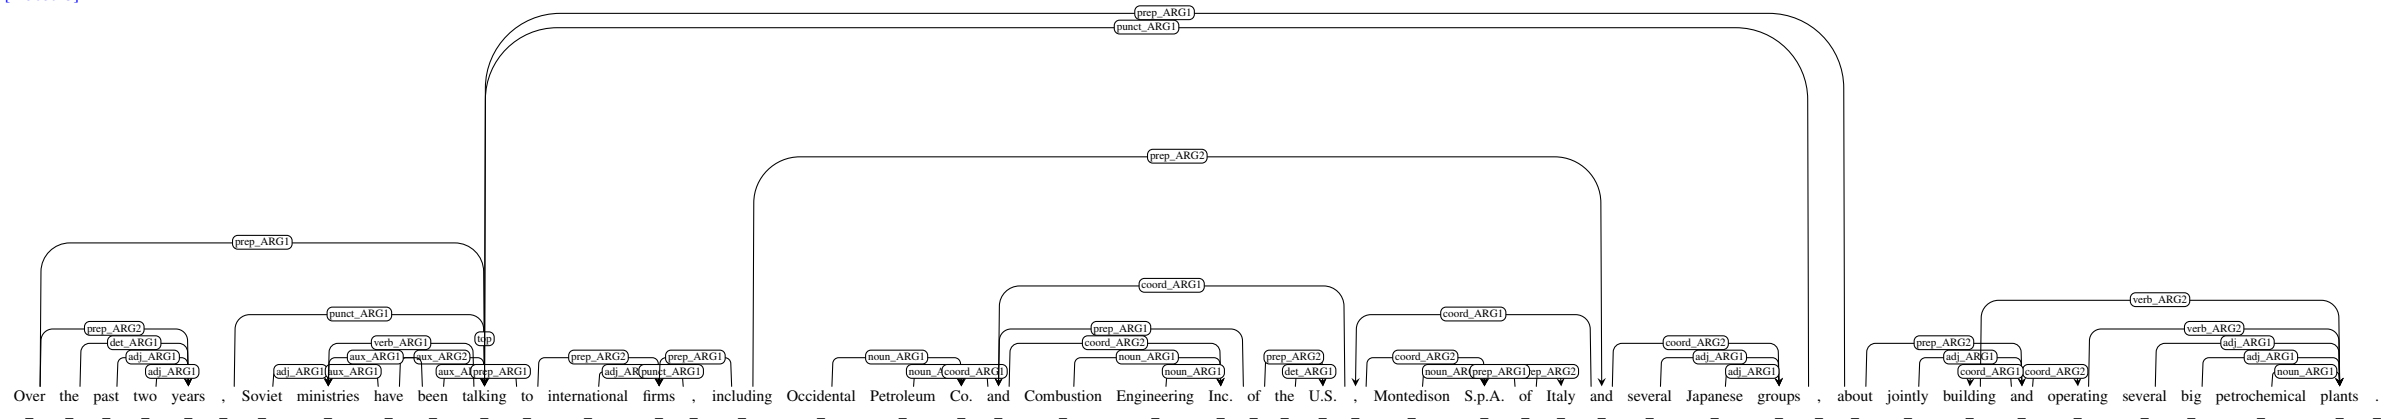 prep_ARG1
punct_ARG1
prep_ARG2
prep_ARG1
coord_ARG1
verb_ARG2
punct_ARG1 coord_ARG1
prep_ARG2 prep_ARG1 verb_ARG2
top
det_ARG1 verb_ARG1 coord_ARG2 coord_ARG2 prep_ARG2 adj_ARG1
adj_ARG1 aux_ARG1 aux_ARG2 prep_ARG2 prep_ARG1 noun_ARG1 noun_ARG1 prep_ARG2 coord_ARG2 adj_ARG1 adj_ARG1 adj_ARG1
adj_ARG1 adj_ARG1 aux_ARG1 prep_ARG1 punct_ARG1 coord_ARG1 noun_ARG1 det_ARG1 prep_ARG1 adj_ARG1 coord_ARG1 coord_ARG2 noun_ARG1
Over the past two years , Soviet ministries have been talking to international firms , including Occidental Petroleum Co. and Combustion Engineering Inc. of the U.S. , Montedison S.p.A. of Italy and several Japanese groups , about jointly building and operating several big petrochemical plants .